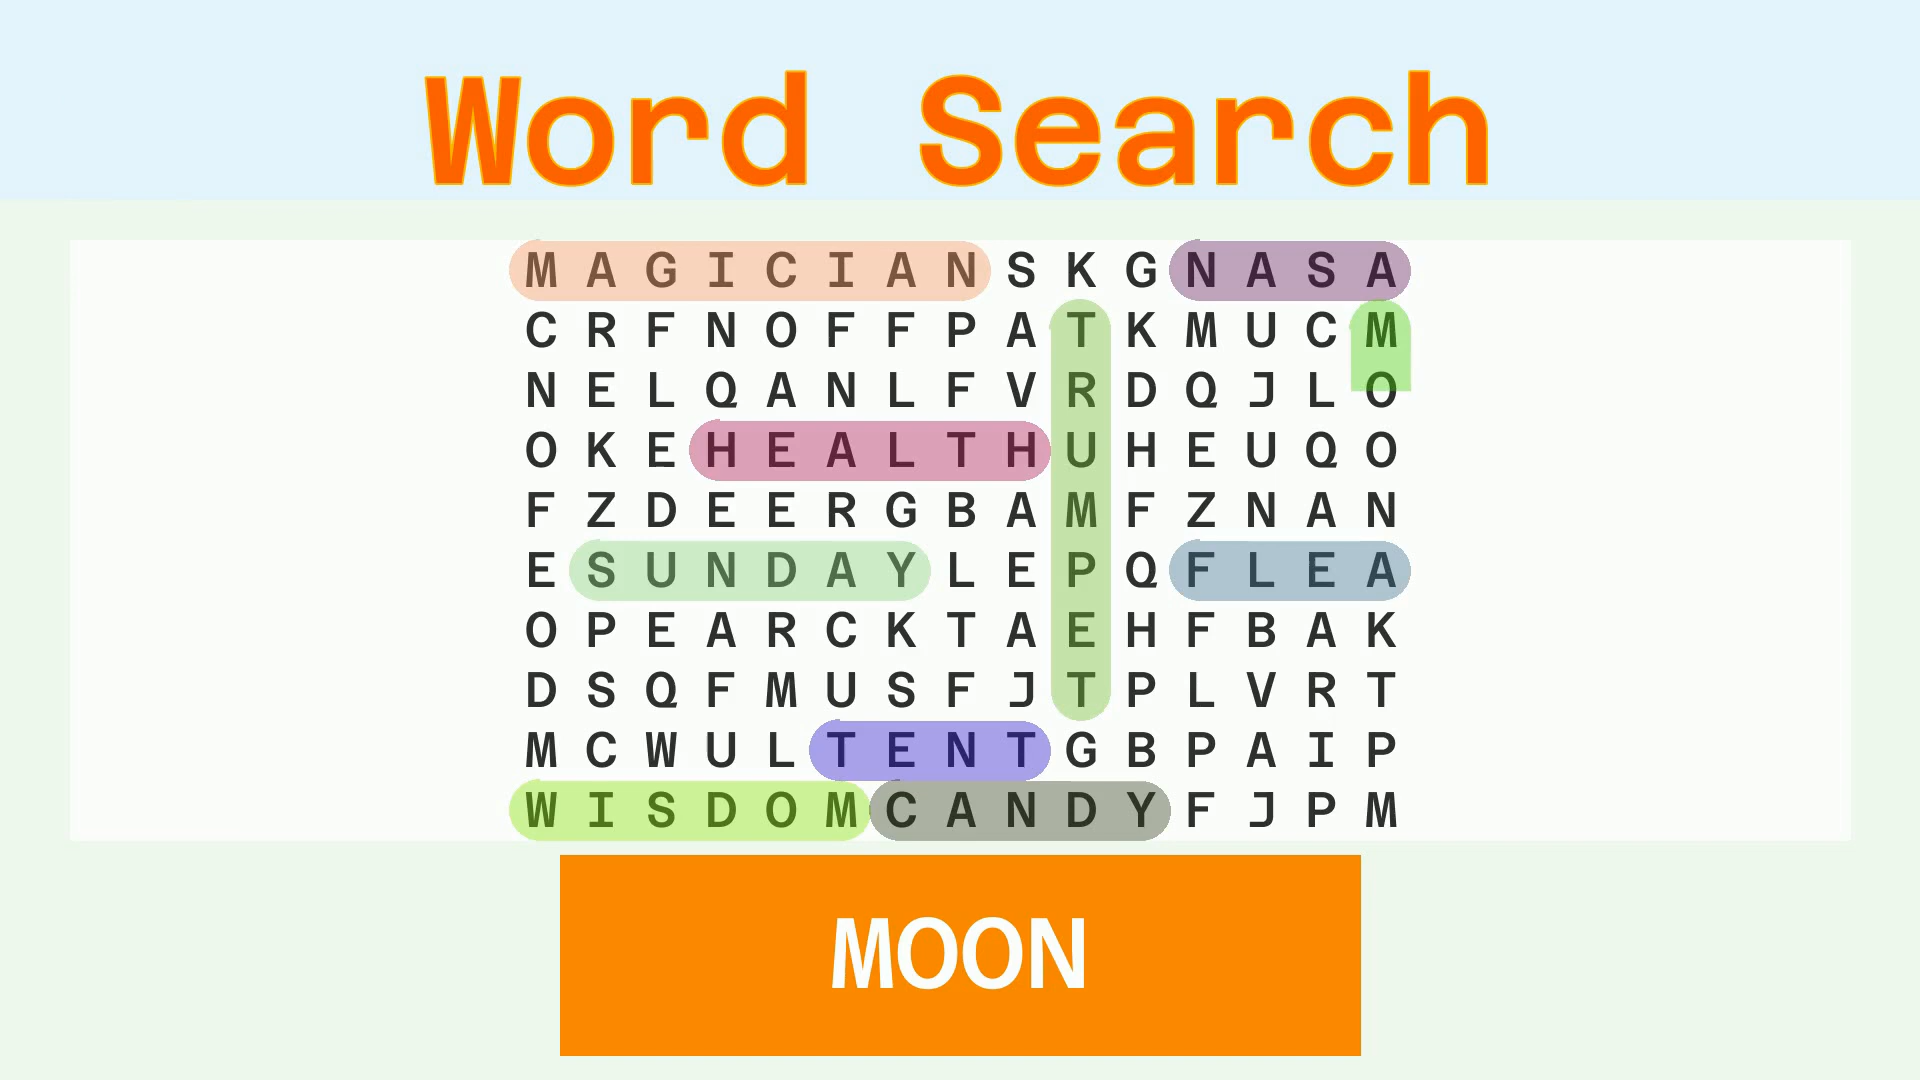 Word Search
M A G I C I A N S K G N A S A
C R F N O F F P A T K M U C M
N E L Q A N L F V R D Q J L O
O K E H E A L T H U H E U Q O
F Z D E E R G B A M F Z N A N
E S U N D A Y L E P Q F L E A
O P E A R C K T A E H F B A K
D S Q F M U S F J T P L V R T
M C W U L T E N T G B P A I P
W I S D O M C A N D Y F J P M
MOON